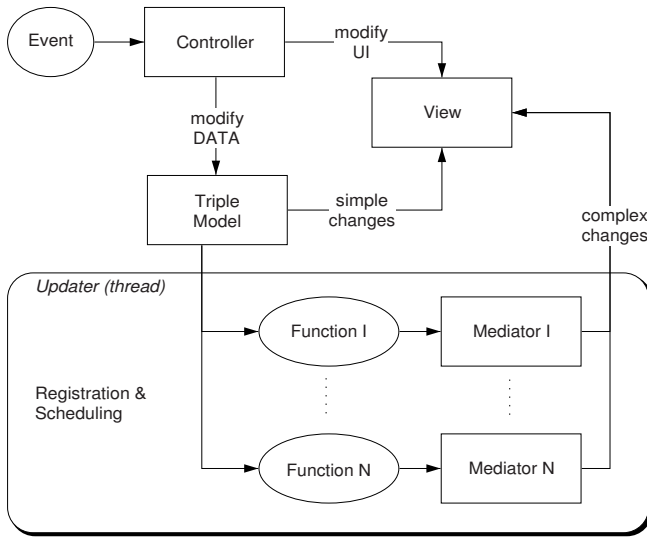 Event
Controller
modify
UI
View
modify
DATA
Triple
Model
simple
changes
complex
changes
Updater (thread)
Function I
Mediator I
Registration &
Scheduling
Function N
Mediator N